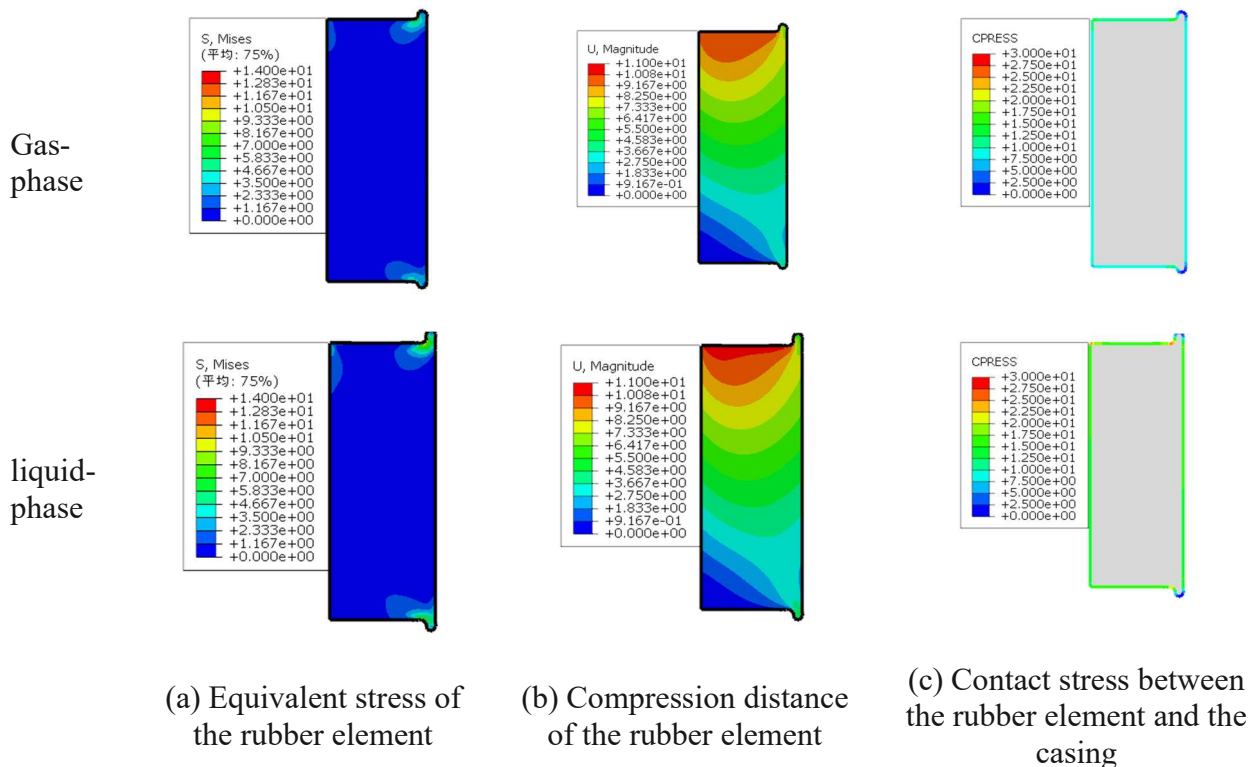 S, Mises
(平均: 75%)
+1.400e+01
+1.283e+01
+1.167e+01
+1.050e+01
+9.333e+00
+8.167e+00
+7.000e+00
+5.833e+00
+4.667e+00
+3.500e+00
+2.333e+00
+1.167e+00
+0.000e+00
U, Magnitude
+1.100e+01
+1.008e+01
+9.167e+00
+8.250e+00
+7.333e+00
+6.417e+00
+5.500e+00
+4.583e+00
+3.667e+00
+2.750e+00
+1.833e+00
+9.167e-01
+0.000e+00
CPRESS
+3.000e+01
+2.750e+01
+2.500e+01
+2.250e+01
+2.000e+01
+1.750e+01
+1.500e+01
+1.250e+01
+1.000e+01
+7.500e+00
+5.000e+00
+2.500e+00
+0.000e+00
Gas-
phase
S, Mises
(平均: 75%)
+1.400e+01
+1.283e+01
+1.167e+01
+1.050e+01
+9.333e+00
+8.167e+00
+7.000e+00
+5.833e+00
+4.667e+00
+3.500e+00
+2.333e+00
+1.167e+00
+0.000e+00
U, Magnitude
+1.100e+01
+1.008e+01
+9.167e+00
+8.250e+00
+7.333e+00
+6.417e+00
+5.500e+00
+4.583e+00
+3.667e+00
+2.750e+00
+1.833e+00
+9.167e-01
+0.000e+00
CPRESS
+3.000e+01
+2.750e+01
+2.500e+01
+2.250e+01
+2.000e+01
+1.750e+01
+1.500e+01
+1.250e+01
+1.000e+01
+7.500e+00
+5.000e+00
+2.500e+00
+0.000e+00
liquid-
phase
(a) Equivalent stress of
the rubber element
(b) Compression distance
of the rubber element
(c) Contact stress between
the rubber element and the
casing